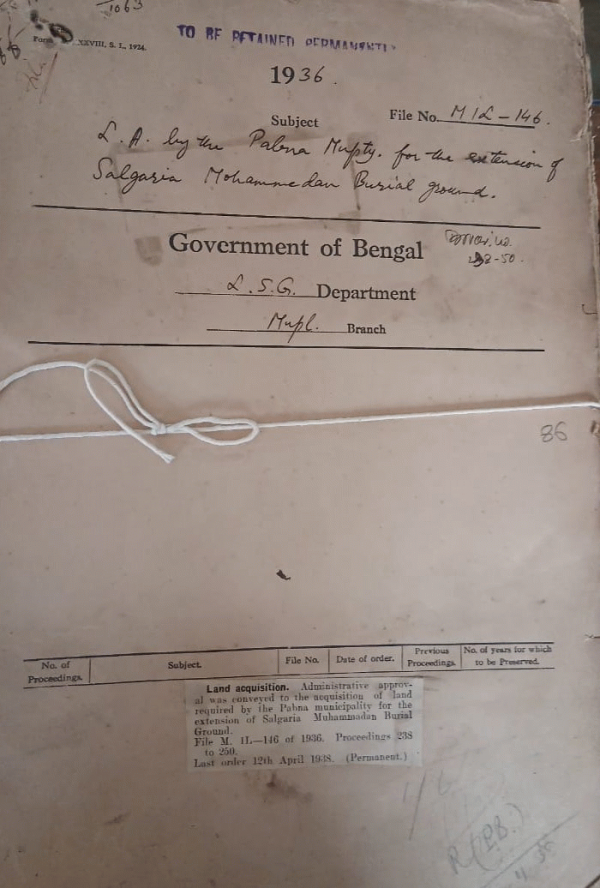 1063
XXVIII, S. I., 1924.
TO BE RETAINED PERMANENTLY
1936.
Subject
File No. M 1L - 146.
L. A. by the Pabna Mupty. for the extension of
Salgaria Mohammedan Burial ground.
Government of Bengal
L. S. G. Department
Mupl. Branch
86
No. of Proceedings.
Subject.
File No.
Date of order.
Previous Proceedings.
No. of years for which to be Preserved.
Land acquisition. Administrative approv-
al was conveyed to the acquisition of land
required by the Pabna municipality for the
extension of Salgaria Muhammadan Burial
Ground.
File M. 1L—146 of 1936. Proceedings 238
to 250.
Last order 12th April 1938. (Permanent.)